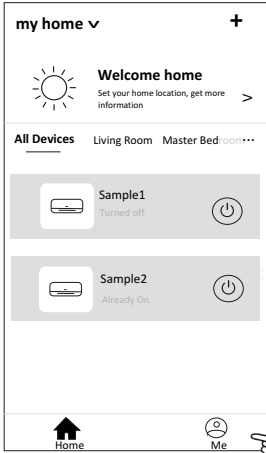 my home
Welcome home
Set your home location, get more
information
All Devices Living Room Master Bedroom
Sample1
Turned off
Sample2
Already On
Home
Me